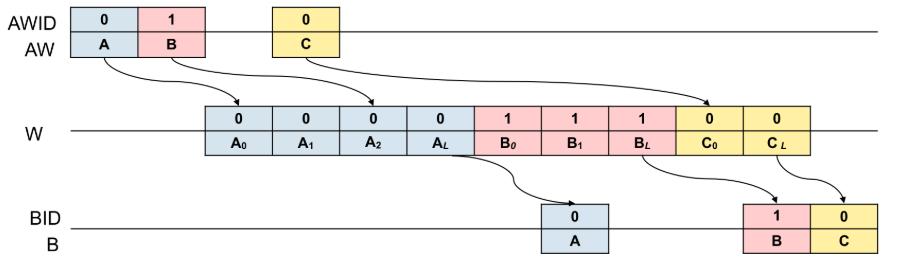 AWID 0 1 0
AW A B C
W
0 0 0 0 1 1 1 0 0
A0 A1 A2 AL B0 B1 BL C0 CL
BID 0 1 0
B A B C